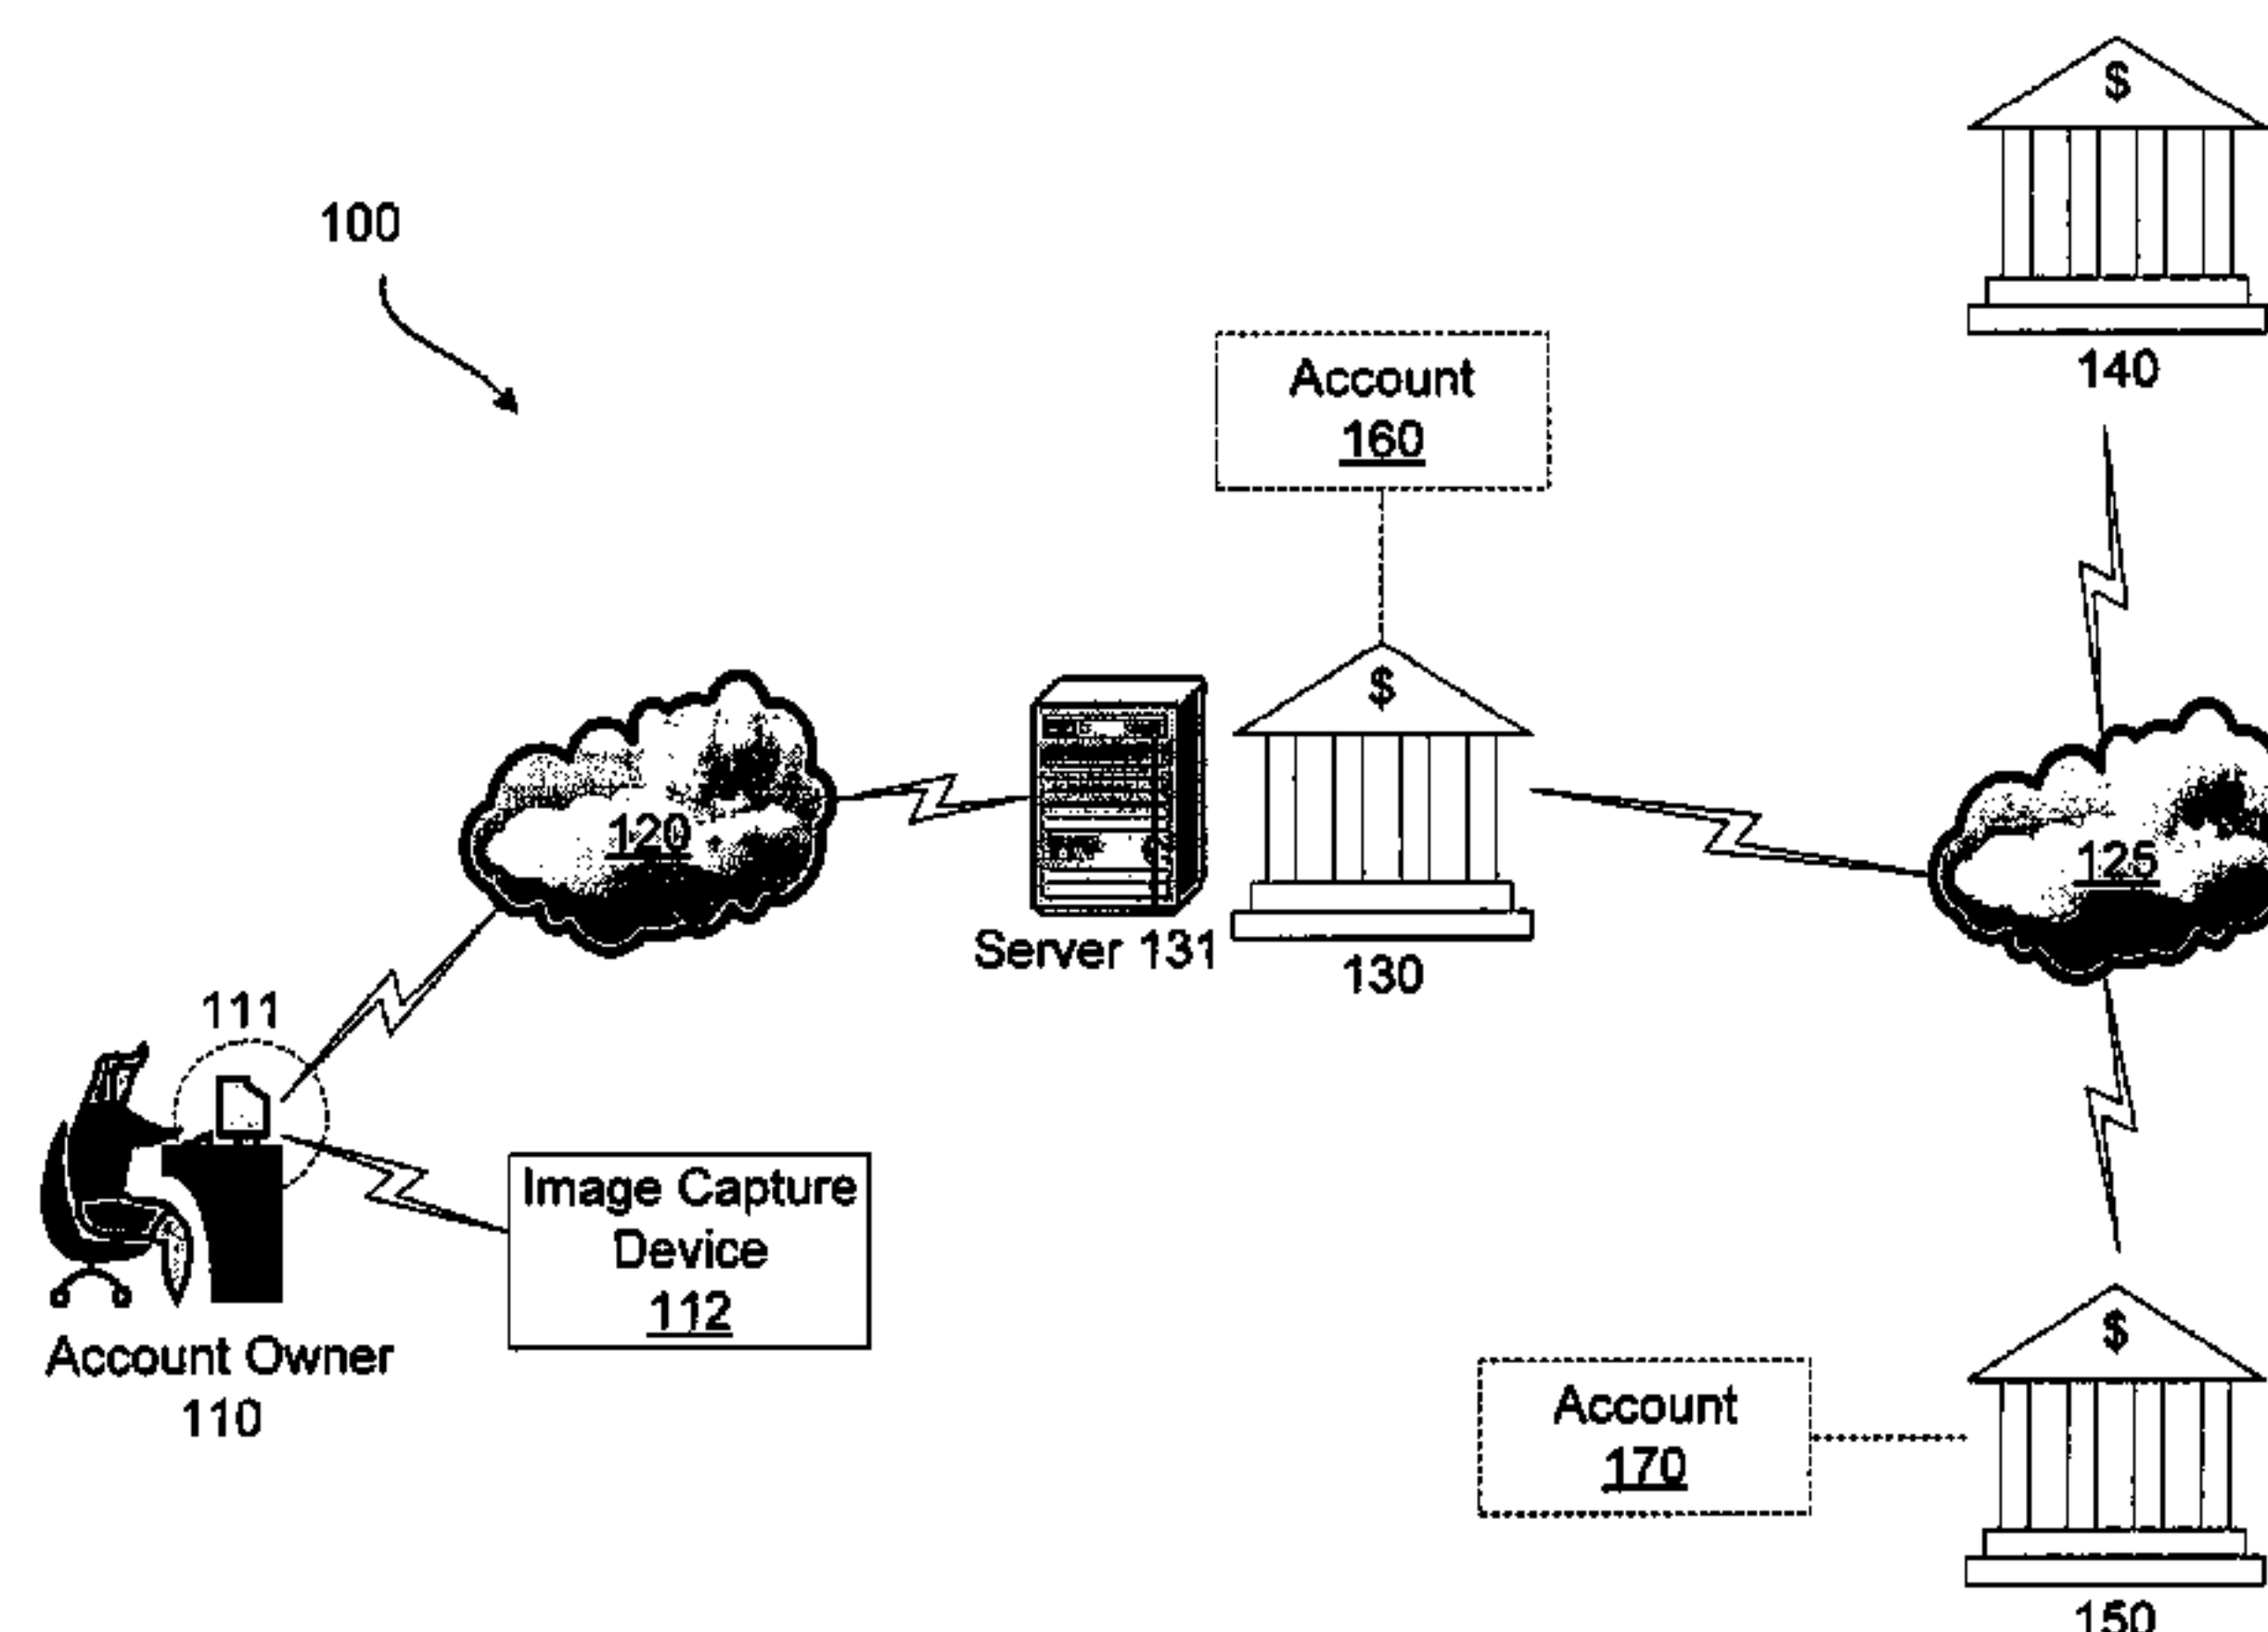 100
$
140
Account
160
$
120
125
Server 131
130
111
Image Capture
Device
112
Account Owner
110
Account
170
$
150